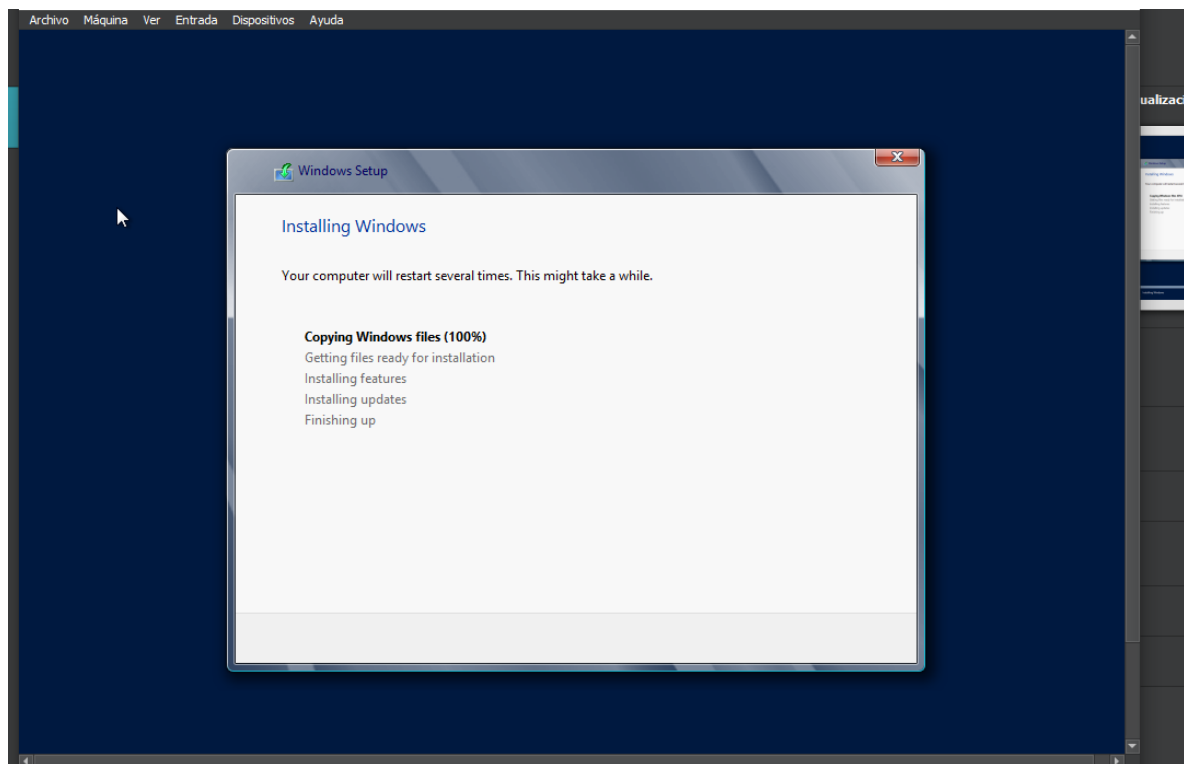 Archivo Máquina Ver Entrada Dispositivos Ayuda
Windows Setup
Installing Windows
Your computer will restart several times. This might take a while.
Copying Windows files (100%)
Getting files ready for installation
Installing features
Installing updates
Finishing up